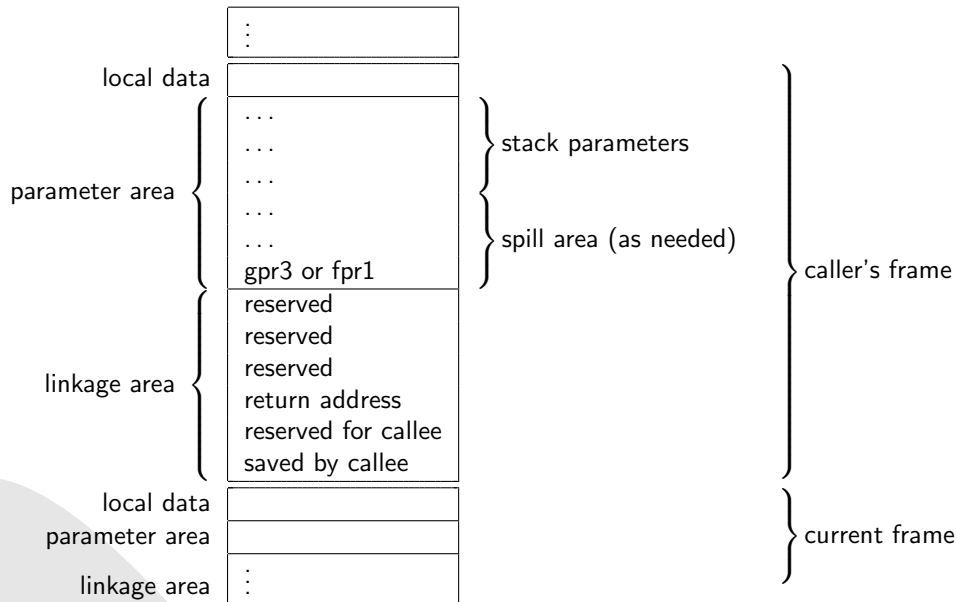 ⋮
local data
. . .
. . .
stack parameters
. . .
parameter area
. . .
. . .
spill area (as needed)
gpr3 or fpr1
caller's frame
reserved
reserved
reserved
linkage area
return address
reserved for callee
saved by callee
local data
parameter area
current frame
linkage area
⋮